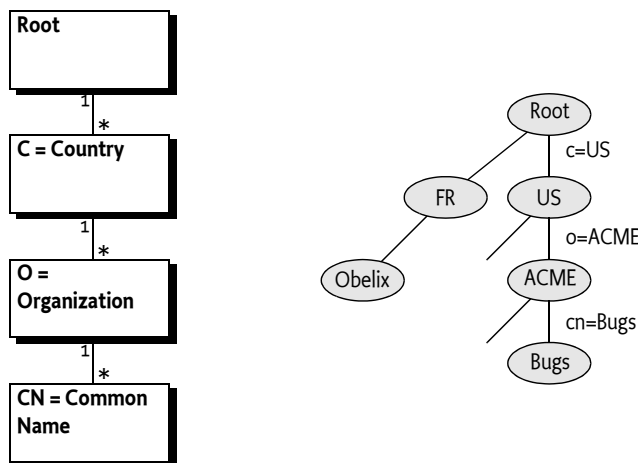 Root
1
*
C = Country
1
*
O =
Organization
1
*
CN = Common
Name
Root
c=US
FR
US
o=ACME
Obelix
ACME
cn=Bugs
Bugs